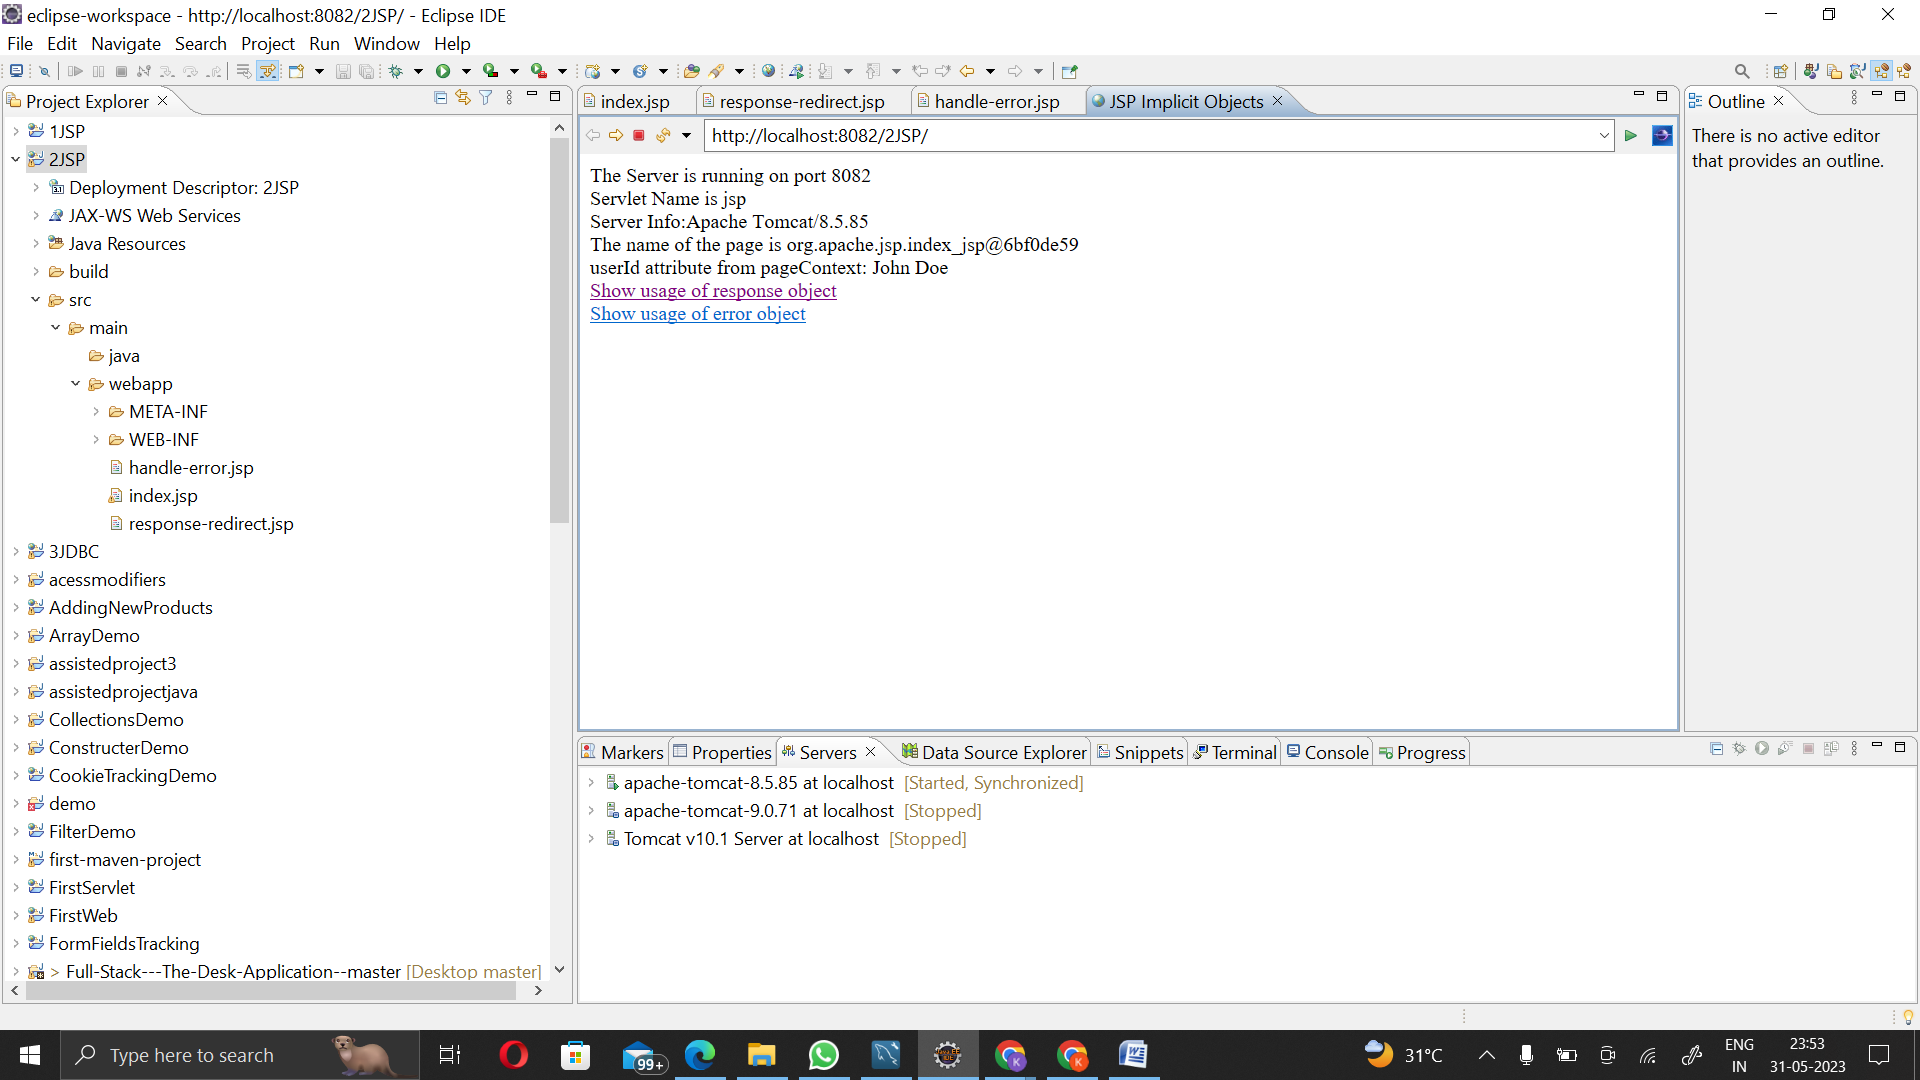 eclipse-workspace - http://localhost:8082/2JSP/ - Eclipse IDE
File Edit Navigate Search Project Run Window Help
Project Explorer
1JSP
2JSP
Deployment Descriptor: 2JSP
JAX-WS Web Services
Java Resources
build
src
main
java
webapp
META-INF
WEB-INF
handle-error.jsp
index.jsp
response-redirect.jsp
3JDBC
acessmodifiers
AddingNewProducts
ArrayDemo
assistedproject3
assistedprojectjava
CollectionsDemo
ConstructerDemo
CookieTrackingDemo
demo
FilterDemo
first-maven-project
FirstServlet
FirstWeb
FormFieldsTracking
> Full-Stack---The-Desk-Application--master [Desktop master]
index.jsp response-redirect.jsp handle-error.jsp JSP Implicit Objects
http://localhost:8082/2JSP/
The Server is running on port 8082
Servlet Name is jsp
Server Info:Apache Tomcat/8.5.85
The name of the page is org.apache.jsp.index_jsp@6bf0de59
userId attribute from pageContext: John Doe
Show usage of response object
Show usage of error object
Outline
There is no active editor
that provides an outline.
Markers Properties Servers Data Source Explorer Snippets Terminal Console Progress
apache-tomcat-8.5.85 at localhost [Started, Synchronized]
apache-tomcat-9.0.71 at localhost [Stopped]
Tomcat v10.1 Server at localhost [Stopped]
Type here to search
99+
31°C
ENG
IN
23:53
31-05-2023